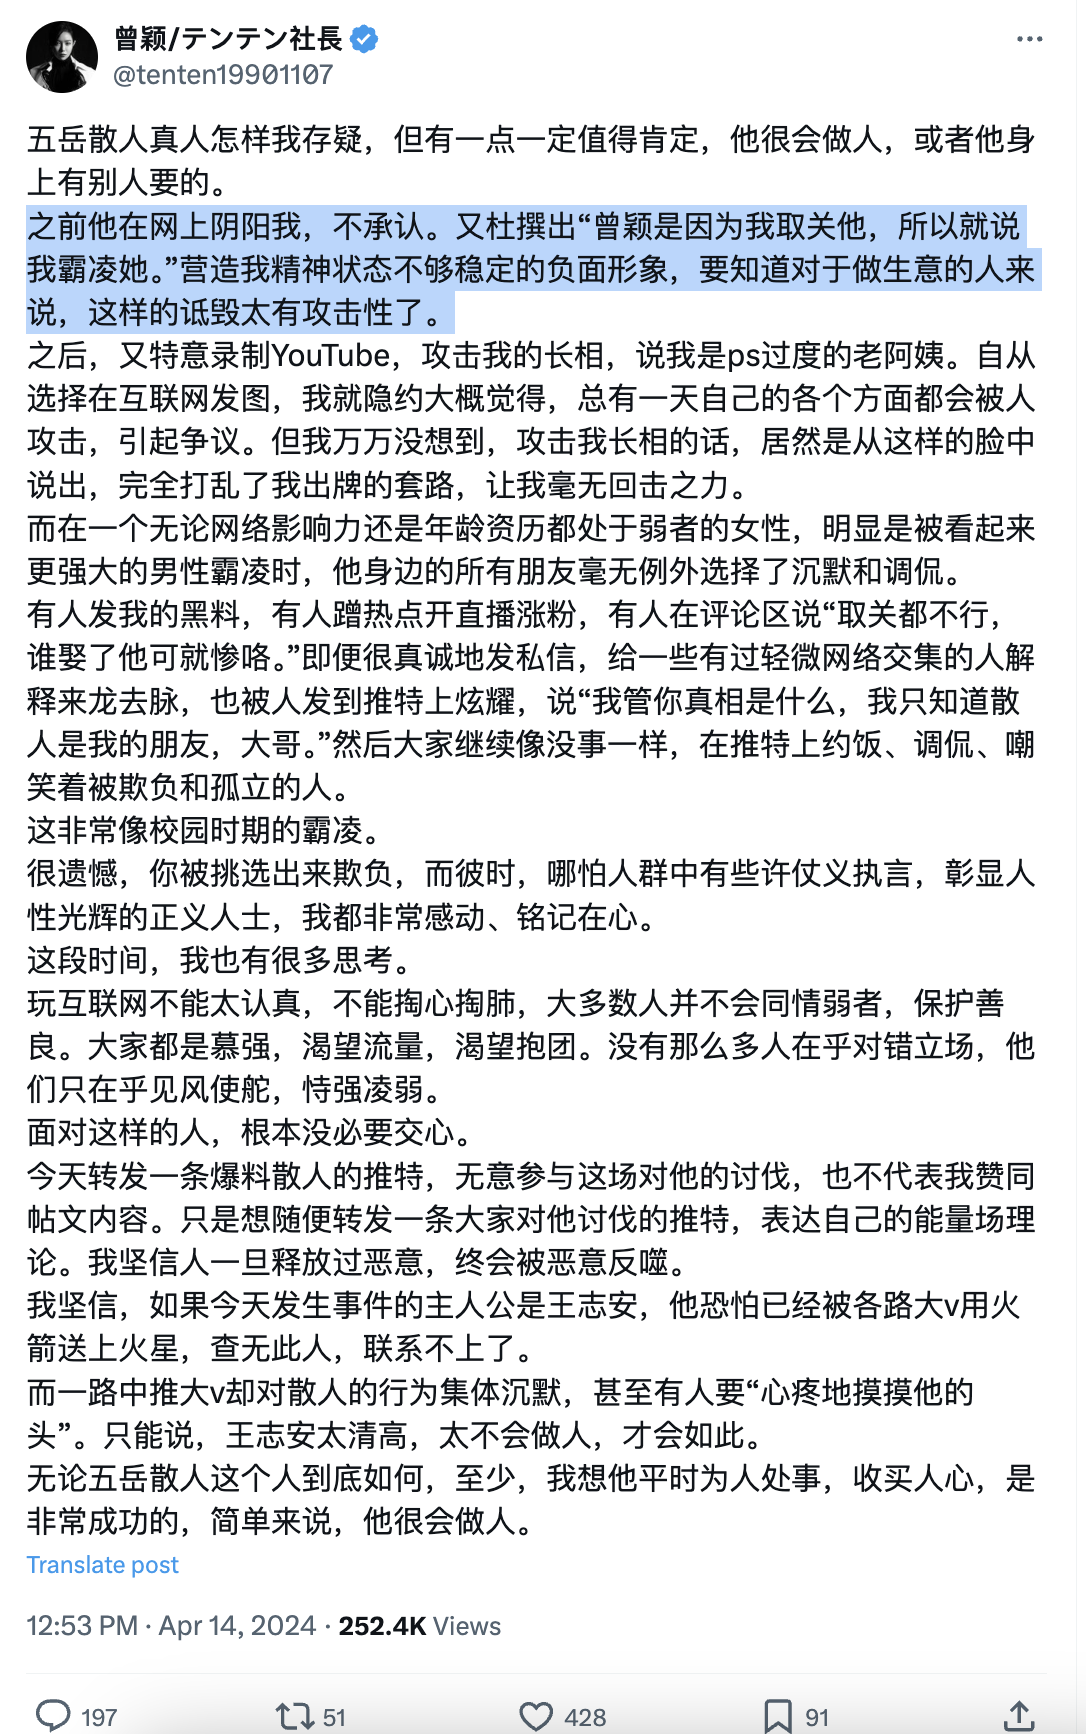 曾颖/テンテン社長
@tenten19901107
五岳散人真人怎样我存疑，但有一点一定值得肯定，他很会做人，或者他身
上有别人要的。
之前他在网上阴阳我，不承认。又杜撰出“曾颖是因为我取关他，所以就说
我霸凌她。”营造我精神状态不够稳定的负面形象，要知道对于做生意的人来
说，这样的诋毁太有攻击性了。
之后，又特意录制YouTube，攻击我的长相，说我是ps过度的老阿姨。自从
选择在互联网发图，我就隐约大概觉得，总有一天自己的各个方面都会被人
攻击，引起争议。但我万万没想到，攻击我长相的话，居然是从这样的脸中
说出，完全打乱了我出牌的套路，让我毫无回击之力。
而在一个无论网络影响力还是年龄资历都处于弱者的女性，明显是被看起来
更强大的男性霸凌时，他身边的所有朋友毫无例外选择了沉默和调侃。
有人发我的黑料，有人蹭热点开直播涨粉，有人在评论区说“取关都不行，
谁娶了他可就惨咯。”即便很真诚地发私信，给一些有过轻微网络交集的人解
释来龙去脉，也被人发到推特上炫耀，说“我管你真相是什么，我只知道散
人是我的朋友，大哥。”然后大家继续像没事一样，在推特上约饭、调侃、嘲
笑着被欺负和孤立的人。
这非常像校园时期的霸凌。
很遗憾，你被挑选出来欺负，而彼时，哪怕人群中有些许仗义执言，彰显人
性光辉的正义人士，我都非常感动、铭记在心。
这段时间，我也有很多思考。
玩互联网不能太认真，不能掏心掏肺，大多数人并不会同情弱者，保护善
良。大家都是慕强，渴望流量，渴望抱团。没有那么多人在乎对错立场，他
们只在乎见风使舵，恃强凌弱。
面对这样的人，根本没必要交心。
今天转发一条爆料散人的推特，无意参与这场对他的讨伐，也不代表我赞同
帖文内容。只是想随便转发一条大家对他讨伐的推特，表达自己的能量场理
论。我坚信人一旦释放过恶意，终会被恶意反噬。
我坚信，如果今天发生事件的主人公是王志安，他恐怕已经被各路大v用火
箭送上火星，查无此人，联系不上了。
而一路中推大v却对散人的行为集体沉默，甚至有人要“心疼地摸摸他的
头”。只能说，王志安太清高，太不会做人，才会如此。
无论五岳散人这个人到底如何，至少，我想他平时为人处事，收买人心，是
非常成功的，简单来说，他很会做人。
Translate post
12:53 PM · Apr 14, 2024 · 252.4K Views
197 51 428 91